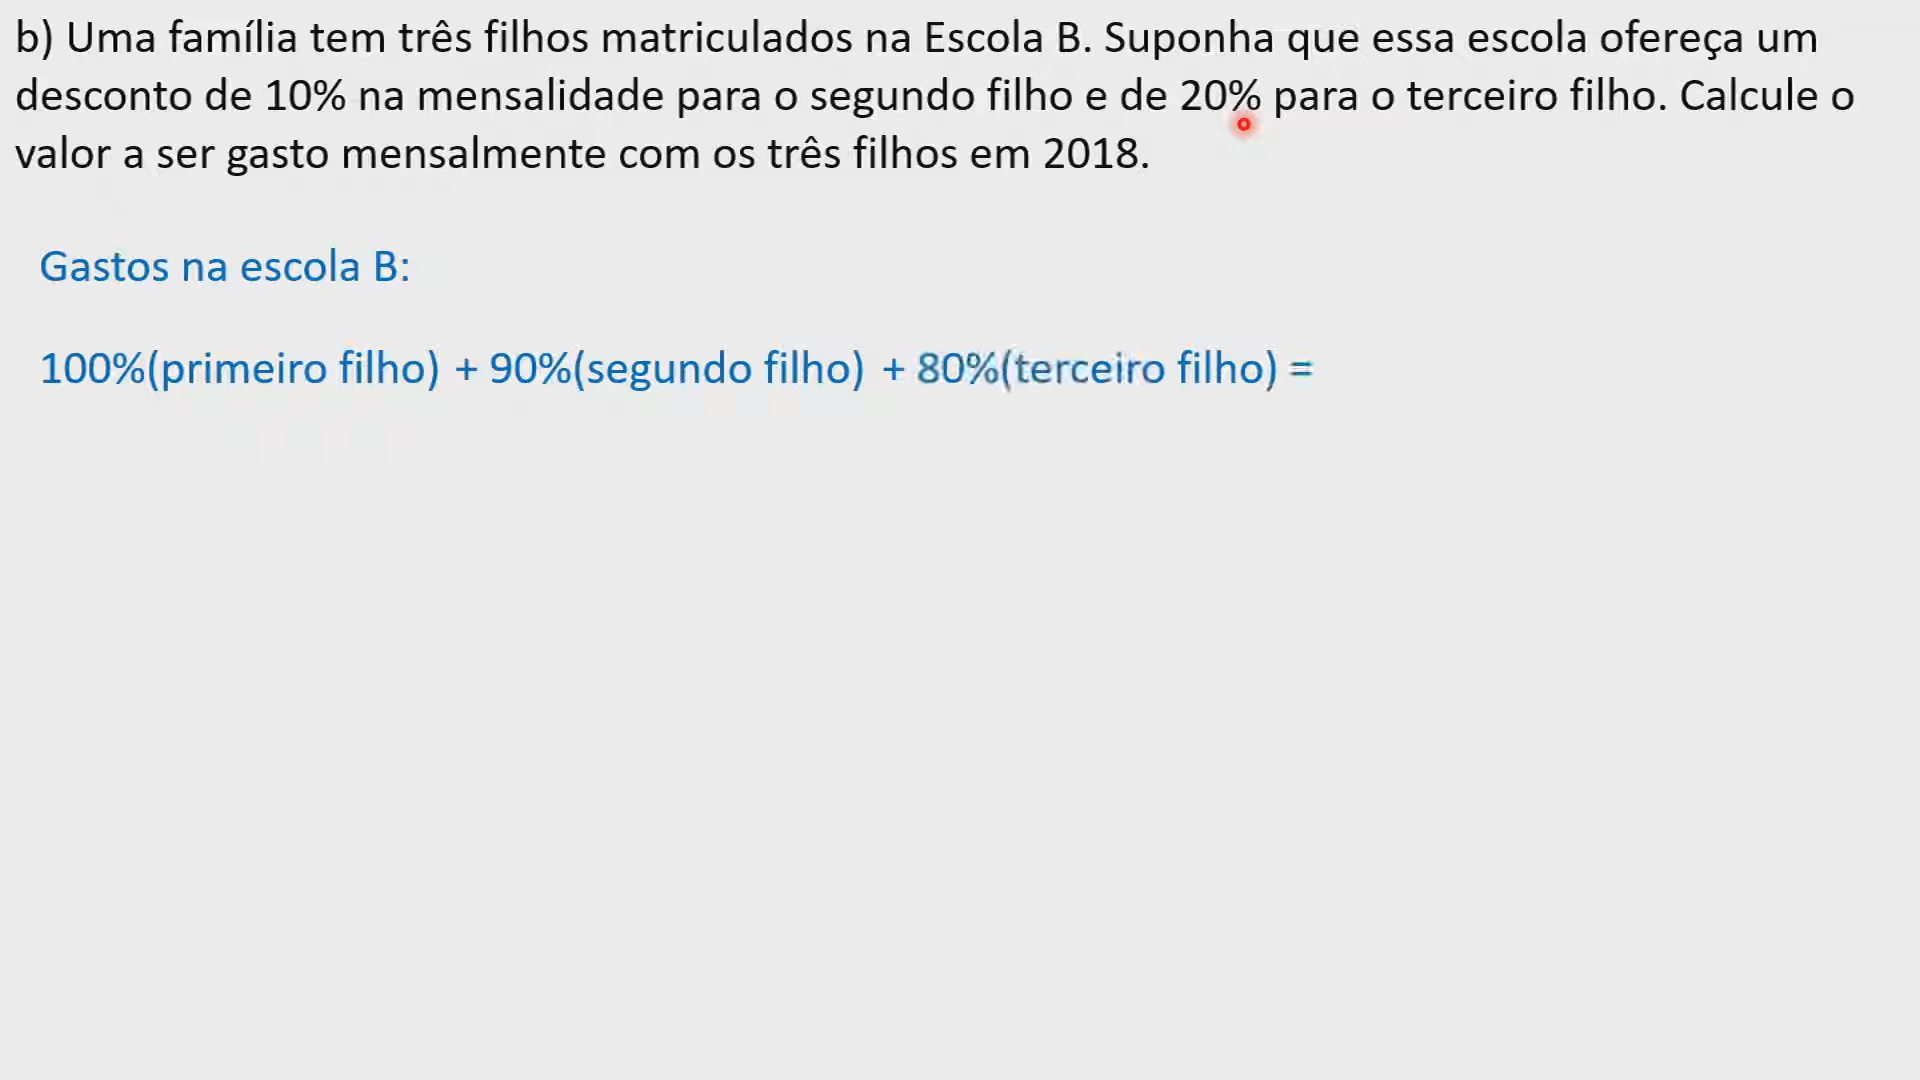 b) Uma família tem três filhos matriculados na Escola B. Suponha que essa escola ofereça um
desconto de 10% na mensalidade para o segundo filho e de 20% para o terceiro filho. Calcule o
valor a ser gasto mensalmente com os três filhos em 2018.
Gastos na escola B:
100%(primeiro filho) + 90%(segundo filho) + 80%(terceiro filho) =